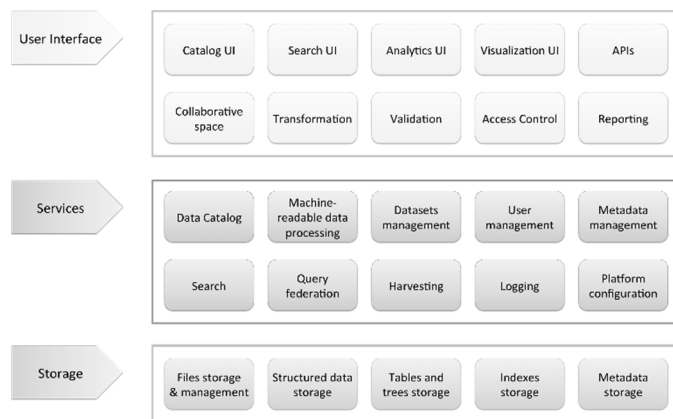 User Interface
Catalog UI
Search UI
Analytics UI
Visualization UI
APIs
Collaborative
space
Transformation
Validation
Access Control
Reporting
Services
Data Catalog
Machine-
readable data
processing
Datasets
management
User
management
Metadata
management
Search
Query
federation
Harvesting
Logging
Platform
configuration
Storage
Files storage
& management
Structured data
storage
Tables and
trees storage
Indexes
storage
Metadata
storage